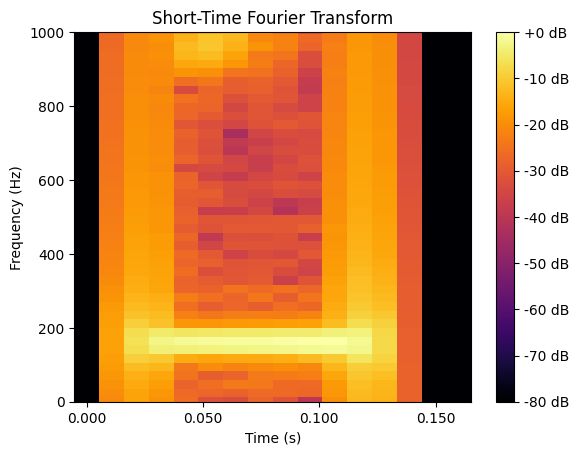 Short-Time Fourier Transform
1000
800
600
400
200
0
Frequency (Hz)
0.000
0.050
0.100
0.150
Time (s)
+0 dB
-10 dB
-20 dB
-30 dB
-40 dB
-50 dB
-60 dB
-70 dB
-80 dB